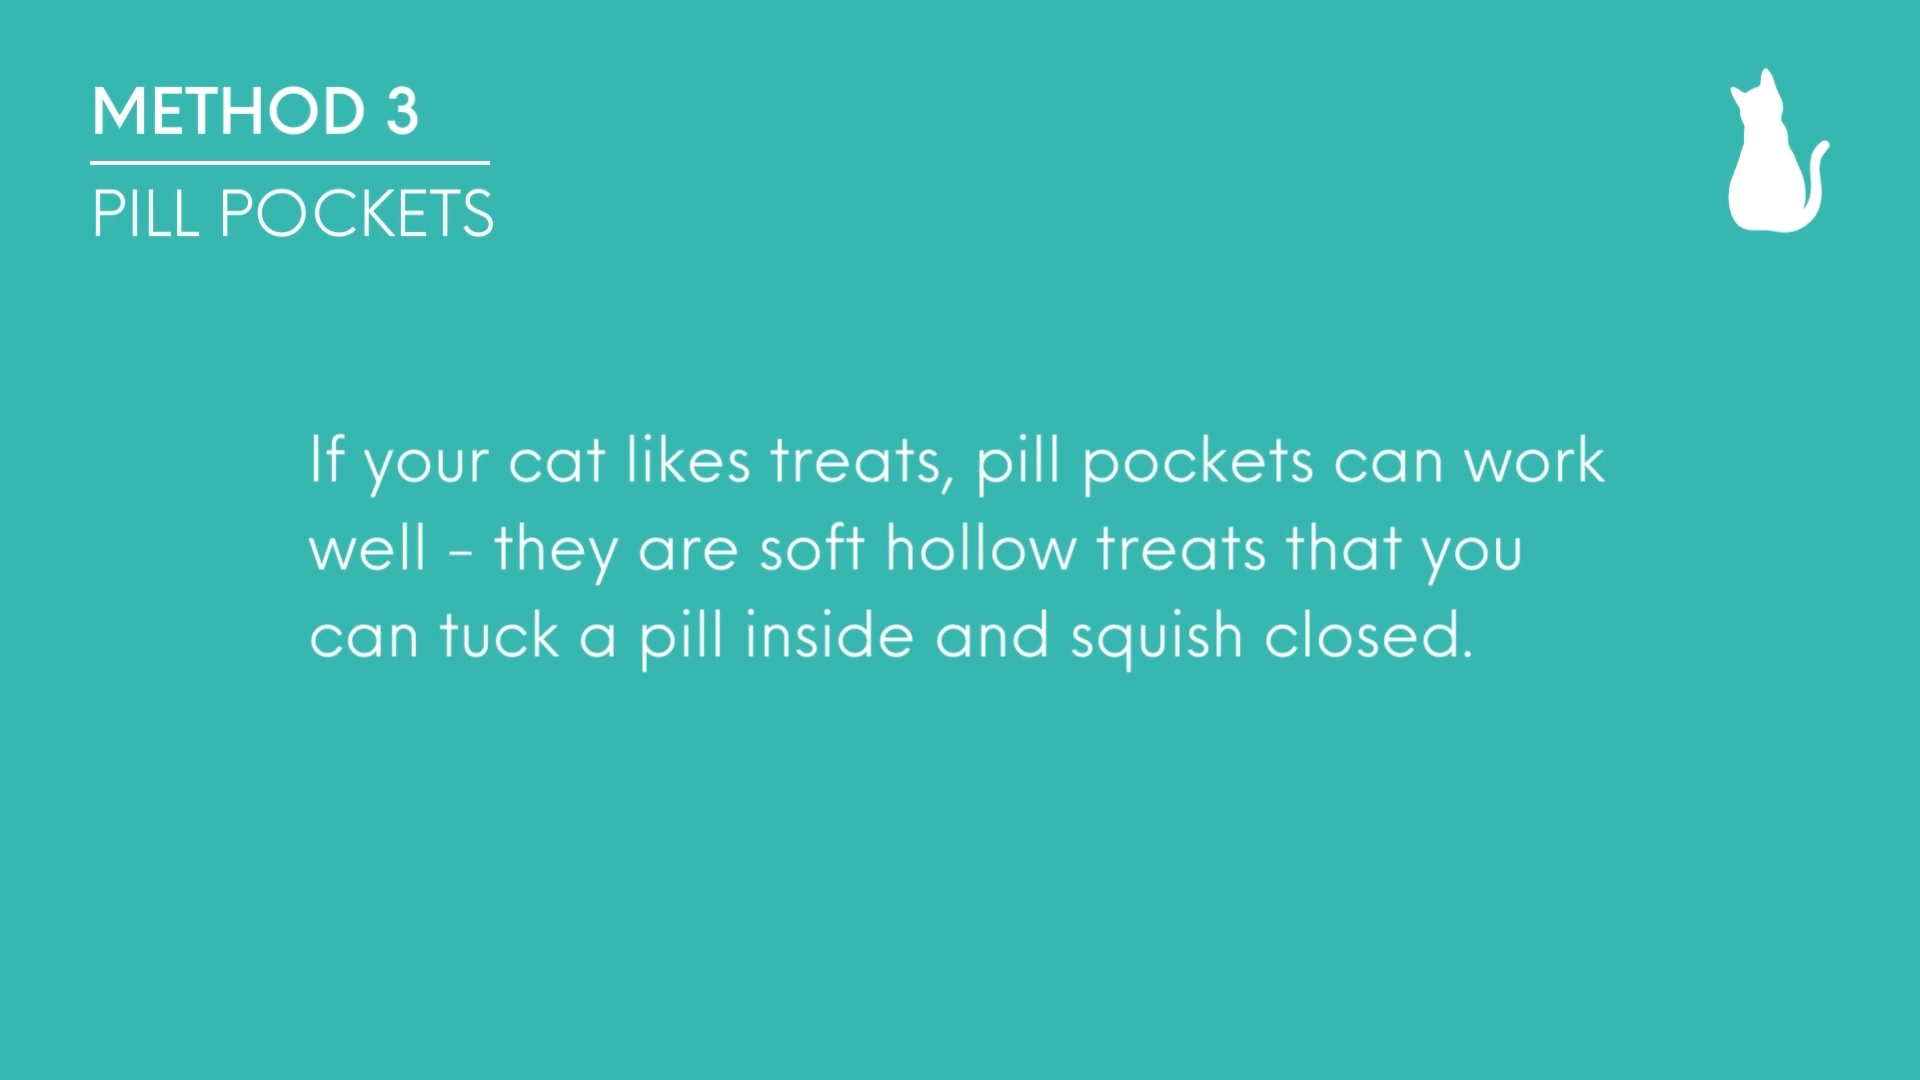 METHOD 3
PILL POCKETS
If your cat likes treats, pill pockets can work
well - they are soft hollow treats that you
can tuck a pill inside and squish closed.